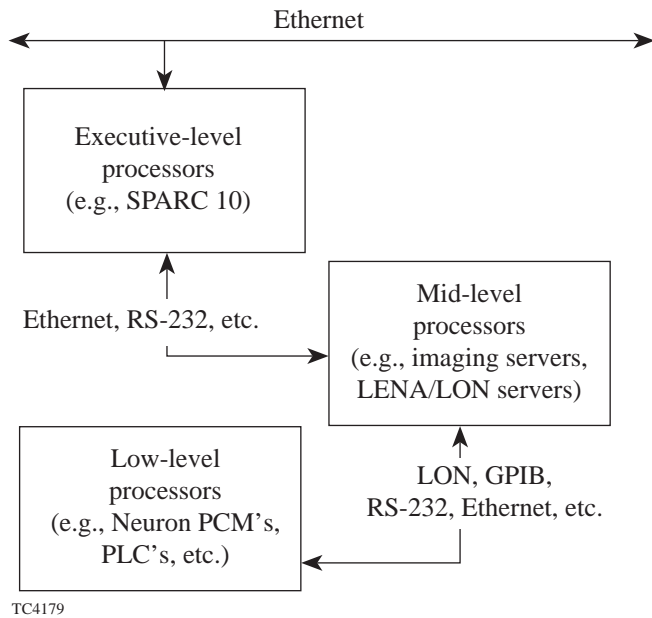 Ethernet
Executive-level
processors
(e.g., SPARC 10)
Ethernet, RS-232, etc.
Mid-level
processors
(e.g., imaging servers,
LENA/LON servers)
Low-level
processors
(e.g., Neuron PCM's,
PLC's, etc.)
LON, GPIB,
RS-232, Ethernet, etc.
TC4179